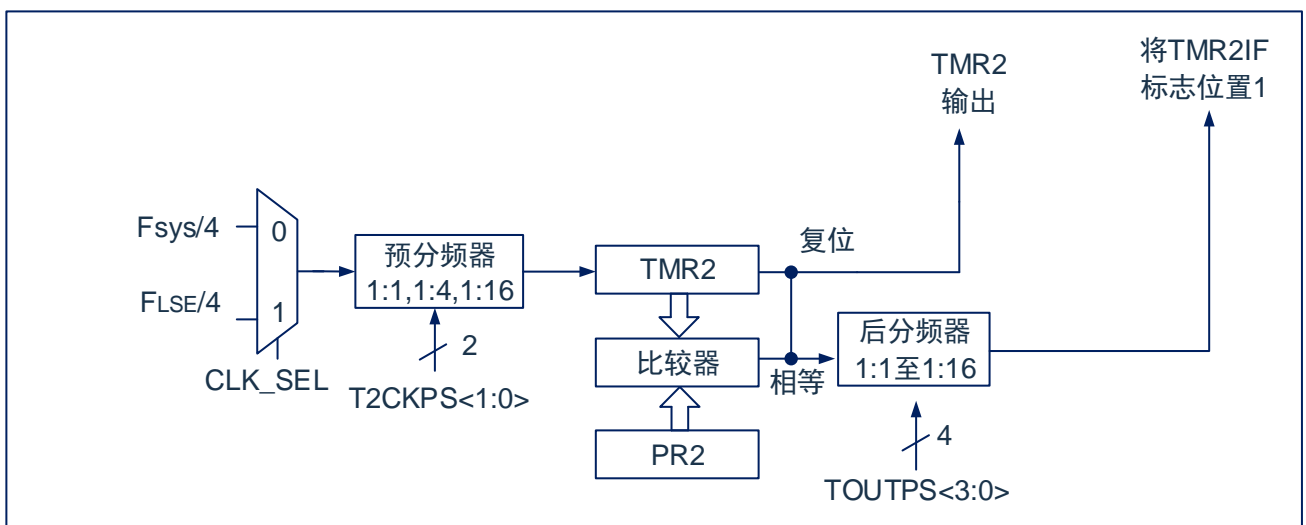 TMR2
输出
将TMR2IF
标志位置1
Fsys/4
0
FLSE/4
1
CLK_SEL
预分频器
1:1,1:4,1:16
2
T2CKPS<1:0>
TMR2
复位
比较器
相等
PR2
后分频器
1:1至1:16
4
TOUTPS<3:0>